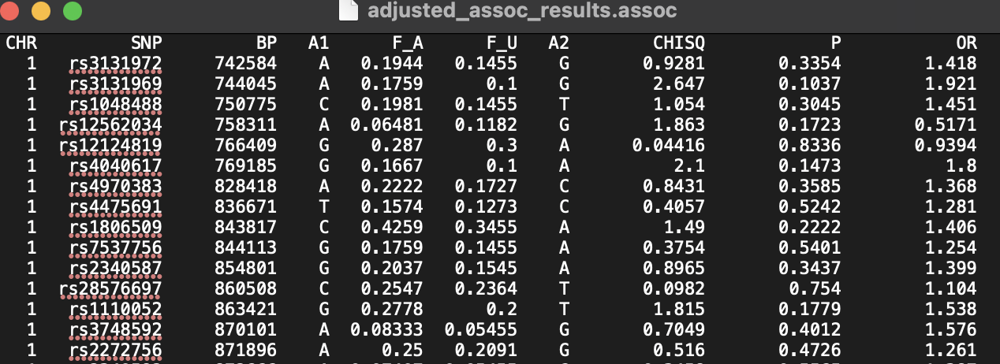 adjusted_assoc_results.assoc
CHR SNP BP A1 F_A F_U A2 CHISQ P OR
1 rs3131972 742584 A 0.1944 0.1455 G 0.9281 0.3354 1.418
1 rs3131969 744045 A 0.1759 0.1 G 2.647 0.1037 1.921
1 rs1048488 750775 C 0.1981 0.1455 T 1.054 0.3045 1.451
1 rs12562034 758311 A 0.06481 0.1182 G 1.863 0.1723 0.5171
1 rs12124819 766409 G 0.287 0.3 A 0.04416 0.8336 0.9394
1 rs4040617 769185 G 0.1667 0.1 A 2.1 0.1473 1.8
1 rs4970383 828418 A 0.2222 0.1727 C 0.8431 0.3585 1.368
1 rs4475691 836671 T 0.1574 0.1273 C 0.4057 0.5242 1.281
1 rs1806509 843817 C 0.4259 0.3455 A 1.49 0.2222 1.406
1 rs7537756 844113 G 0.1759 0.1455 A 0.3754 0.5401 1.254
1 rs2340587 854801 G 0.2037 0.1545 A 0.8965 0.3437 1.399
1 rs28576697 860508 C 0.2547 0.2364 T 0.0982 0.754 1.104
1 rs1110052 863421 G 0.2778 0.2 T 1.815 0.1779 1.538
1 rs3748592 870101 A 0.08333 0.05455 G 0.7049 0.4012 1.576
1 rs2272756 871896 A 0.25 0.2091 G 0.516 0.4726 1.261